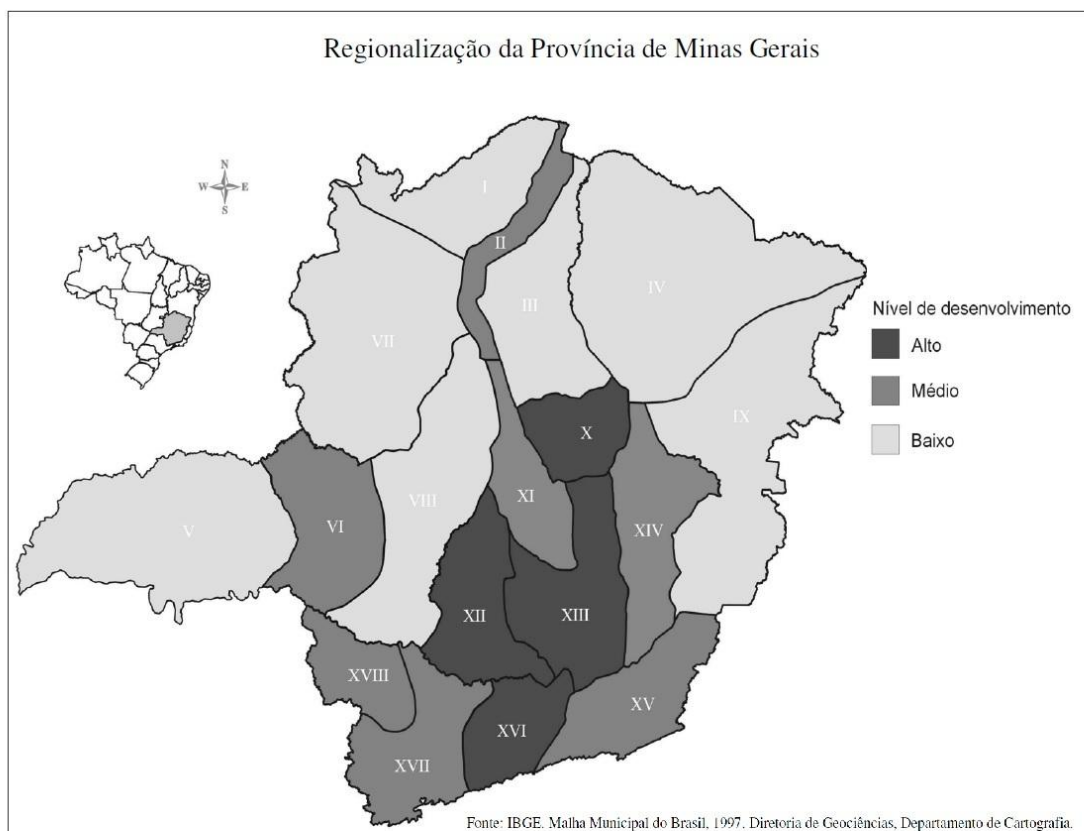 Regionalização da Província de Minas Gerais
N
W
E
S
I
II
III
IV
VII
Nível de desenvolvimento
Alto
Médio
Baixo
IX
X
V
VI
VIII
XI
XIV
XII
XIII
XVIII
XV
XVI
XVII
Fonte: IBGE. Malha Municipal do Brasil, 1997. Diretoria de Geociências, Departamento de Cartografia.